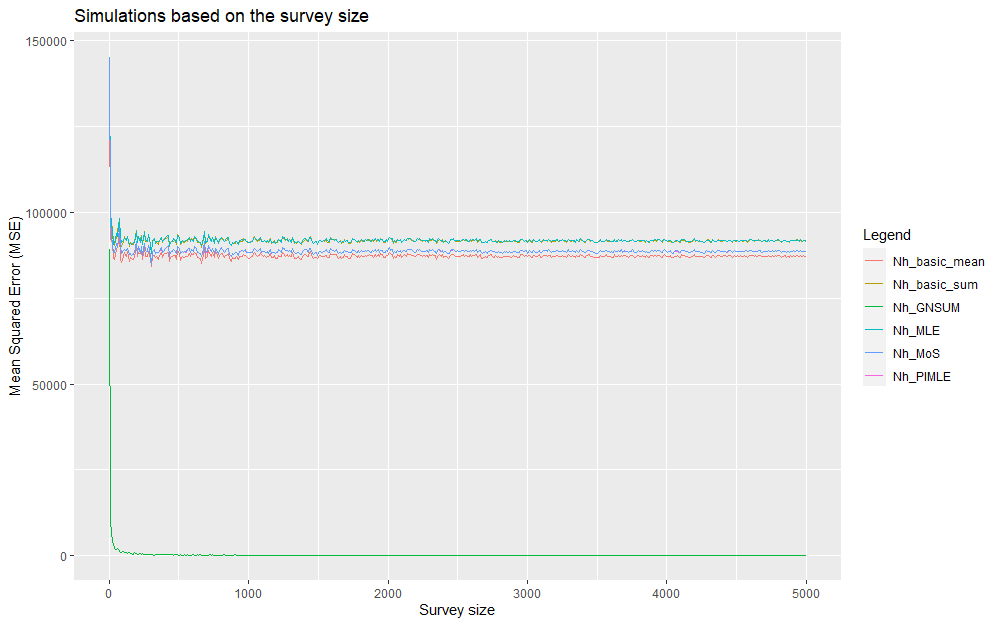 Simulations based on the survey size
150000
100000
50000
0
Mean Squared Error (MSE)
0 1000 2000 3000 4000 5000
Survey size
Legend
Nh_basic_mean
Nh_basic_sum
Nh_GNSUM
Nh_MLE
Nh_MoS
Nh_PIMLE